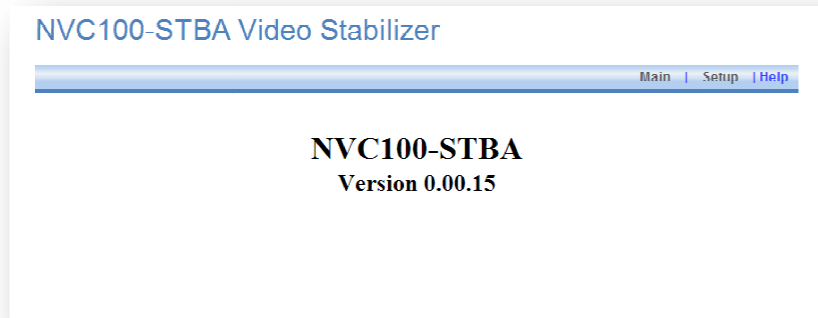 NVC100-STBA Video Stabilizer
Main | Setup | Help
NVC100-STBA
Version 0.00.15